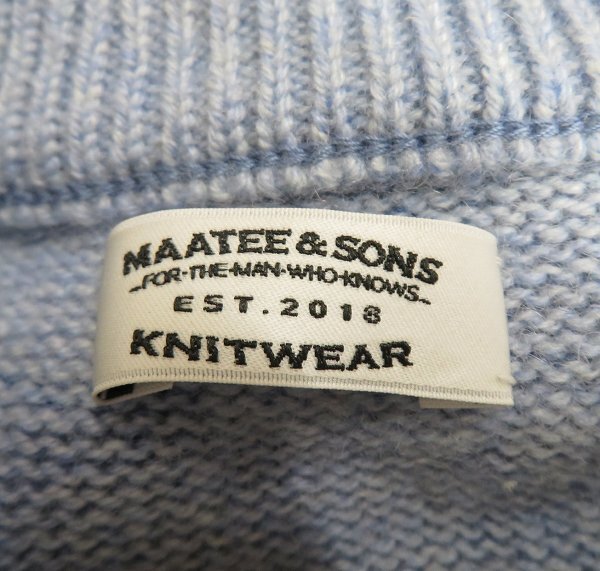 MAATEE & SONS
~FOR·THE·MAN·WHO·KNOWS~
EST.2018
KNITWEAR